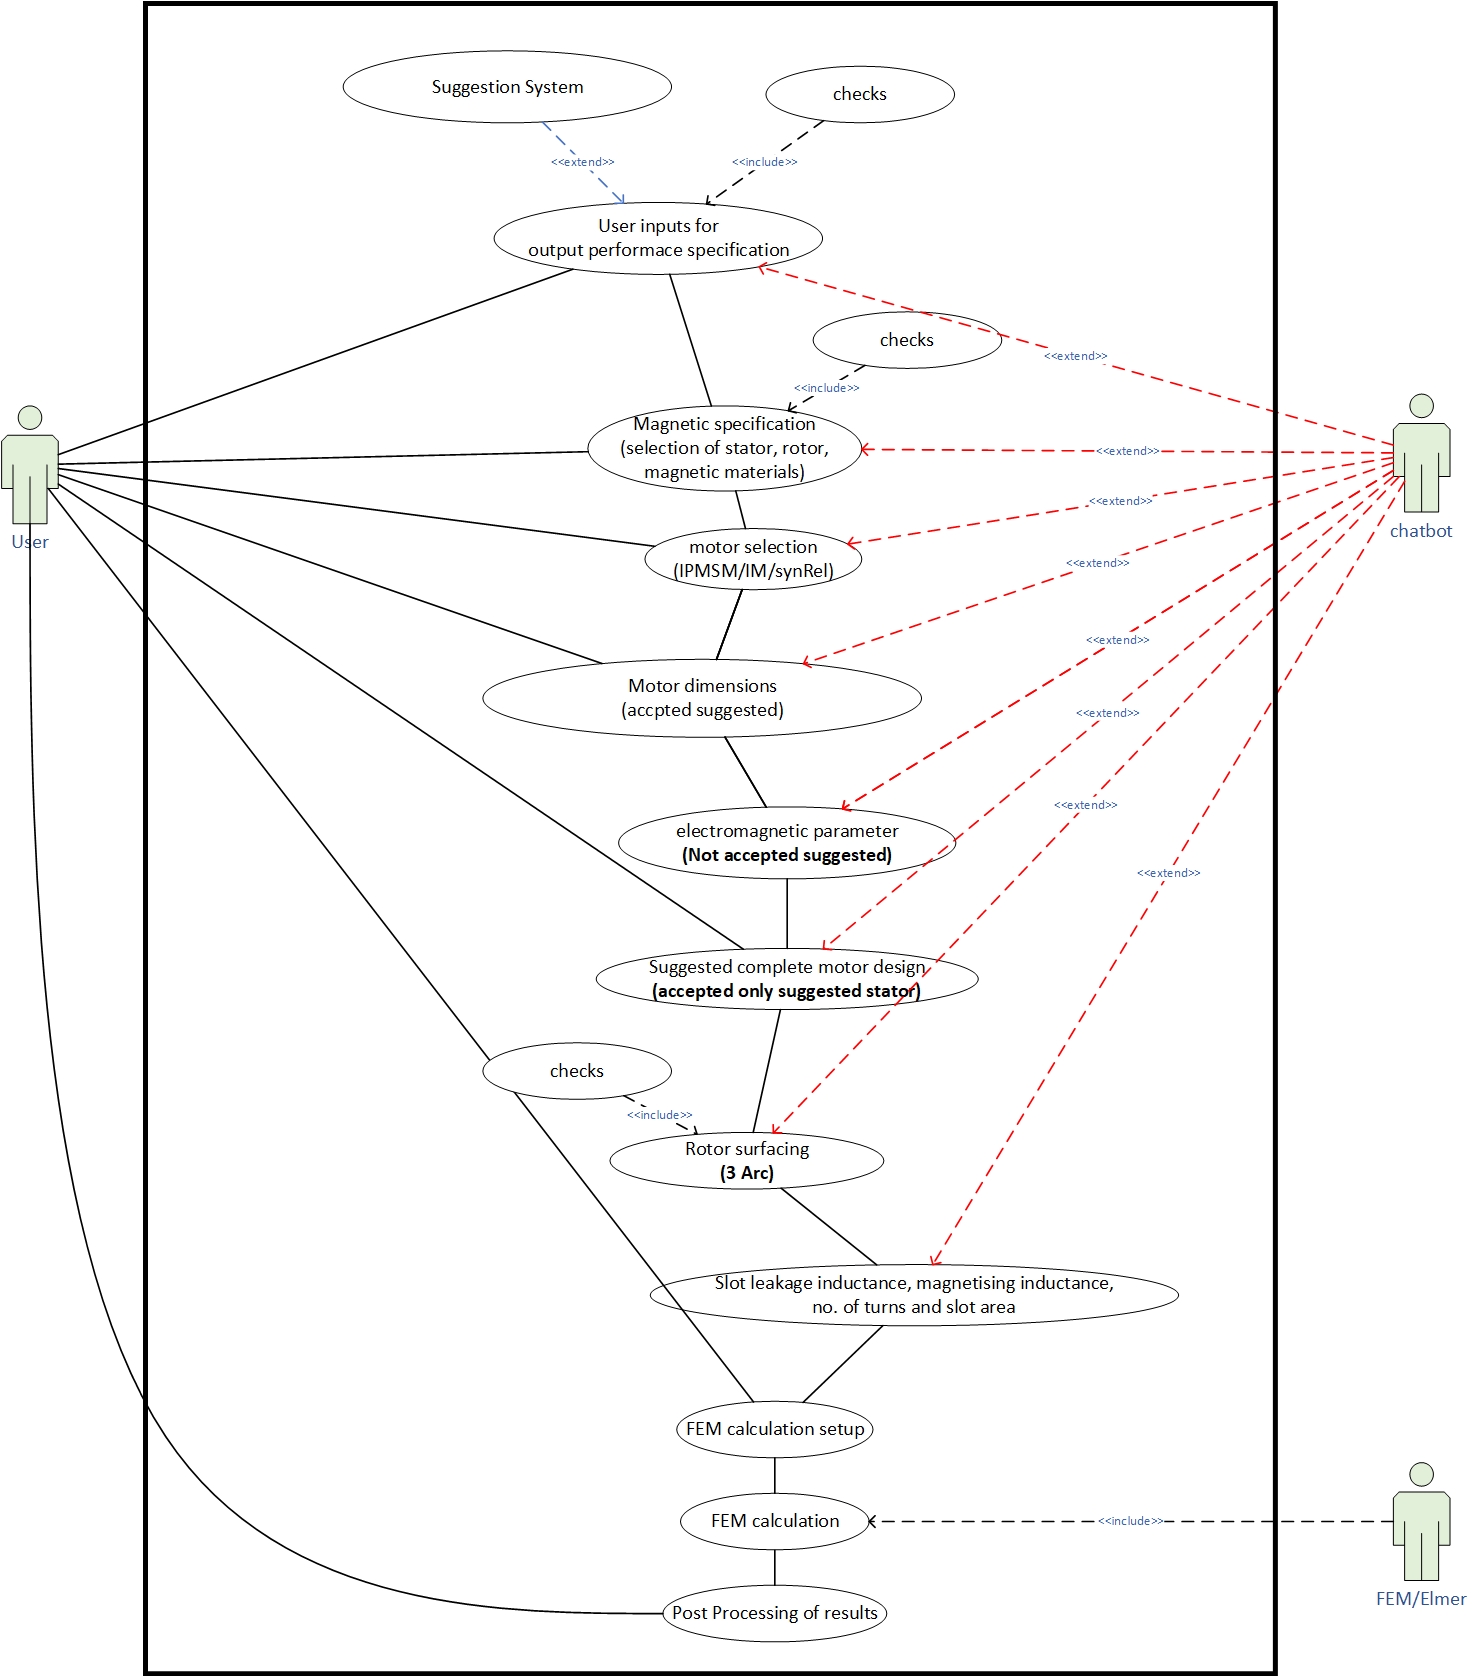 Suggestion System
checks
<<extend>>
<<include>>
User inputs for
output performace specification
checks
<<extend>>
<<include>>
Magnetic specification
(selection of stator, rotor,
magnetic materials)
<<extend>>
<<extend>>
User
chatbot
motor selection
(IPMSM/IM/synRel)
<<extend>>
<<extend>>
Motor dimensions
(accpted suggested)
<<extend>>
<<extend>>
electromagnetic parameter
(Not accepted suggested)
<<extend>>
Suggested complete motor design
(accepted only suggested stator)
checks
<<include>>
Rotor surfacing
(3 Arc)
Slot leakage inductance, magnetising inductance,
no. of turns and slot area
FEM calculation setup
FEM calculation
<<include>>
FEM/Elmer
Post Processing of results